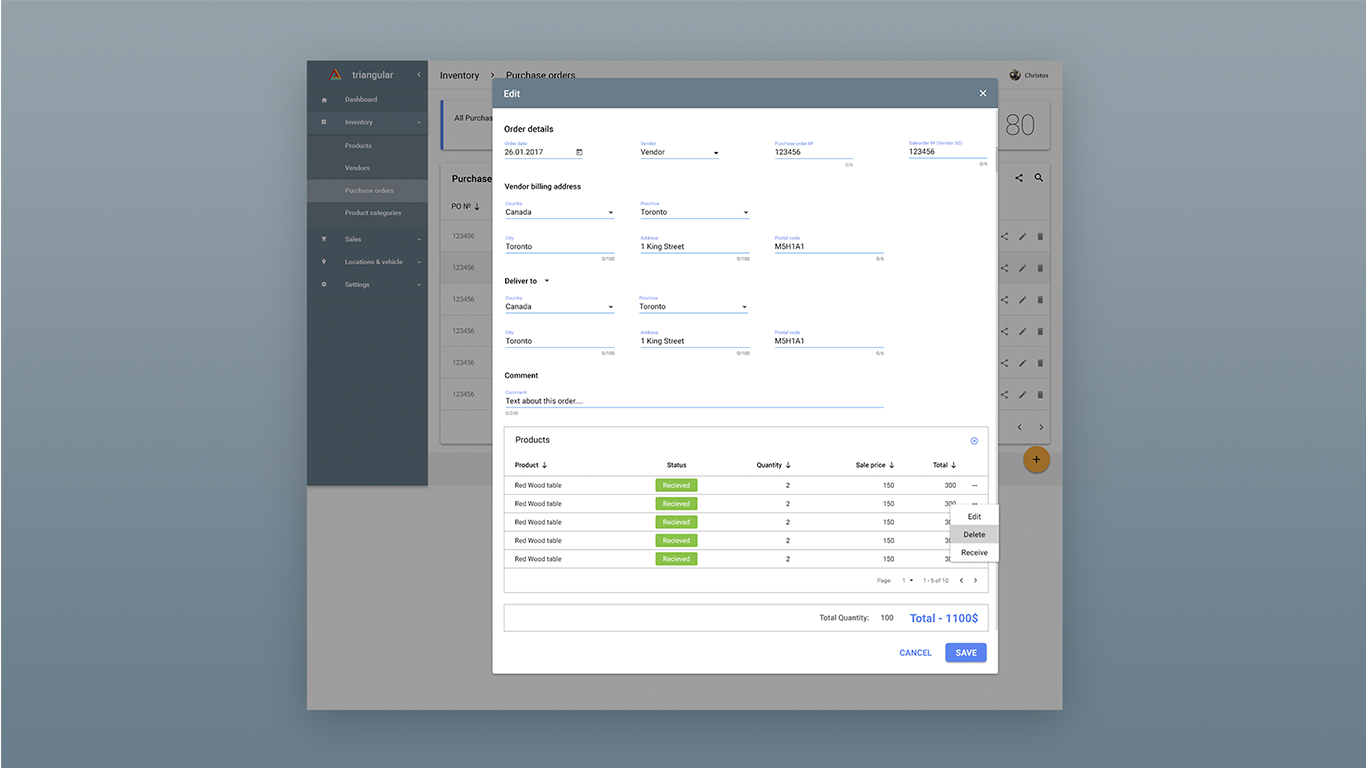 triangular
Inventory > Purchase orders
Christos
Dashboard
Inventory
Products
Vendors
Purchase orders
Product categories
Sales
Locations & vehicle
Settings
All Purchas
80
Purchase
PO Nº
123456
123456
123456
123456
123456
123456
Edit
Order details
Order date
Vendor
Purchase order Nº
Saleorder Nº (Vendor SO)
26.01.2017
Vendor
123456
123456
0/6
0/6
Vendor billing address
Country
Province
Canada
Toronto
City
Address
Postal code
Toronto
1 King Street
M5H1A1
0/100
0/100
0/6
Deliver to
Country
Province
Canada
Toronto
City
Address
Postal code
Toronto
1 King Street
M5H1A1
0/100
0/100
0/6
Comment
Comment
Text about this order....
0/250
Products
Product Status Quantity Sale price Total
Red Wood table Recieved 2 150 300
Red Wood table Recieved 2 150 300
Red Wood table Recieved 2 150 30
Red Wood table Recieved 2 150 30
Red Wood table Recieved 2 150 30
Edit
Delete
Receive
Page: 1 1 - 5 of 10
Total Quantity: 100 Total - 1100$
CANCEL SAVE